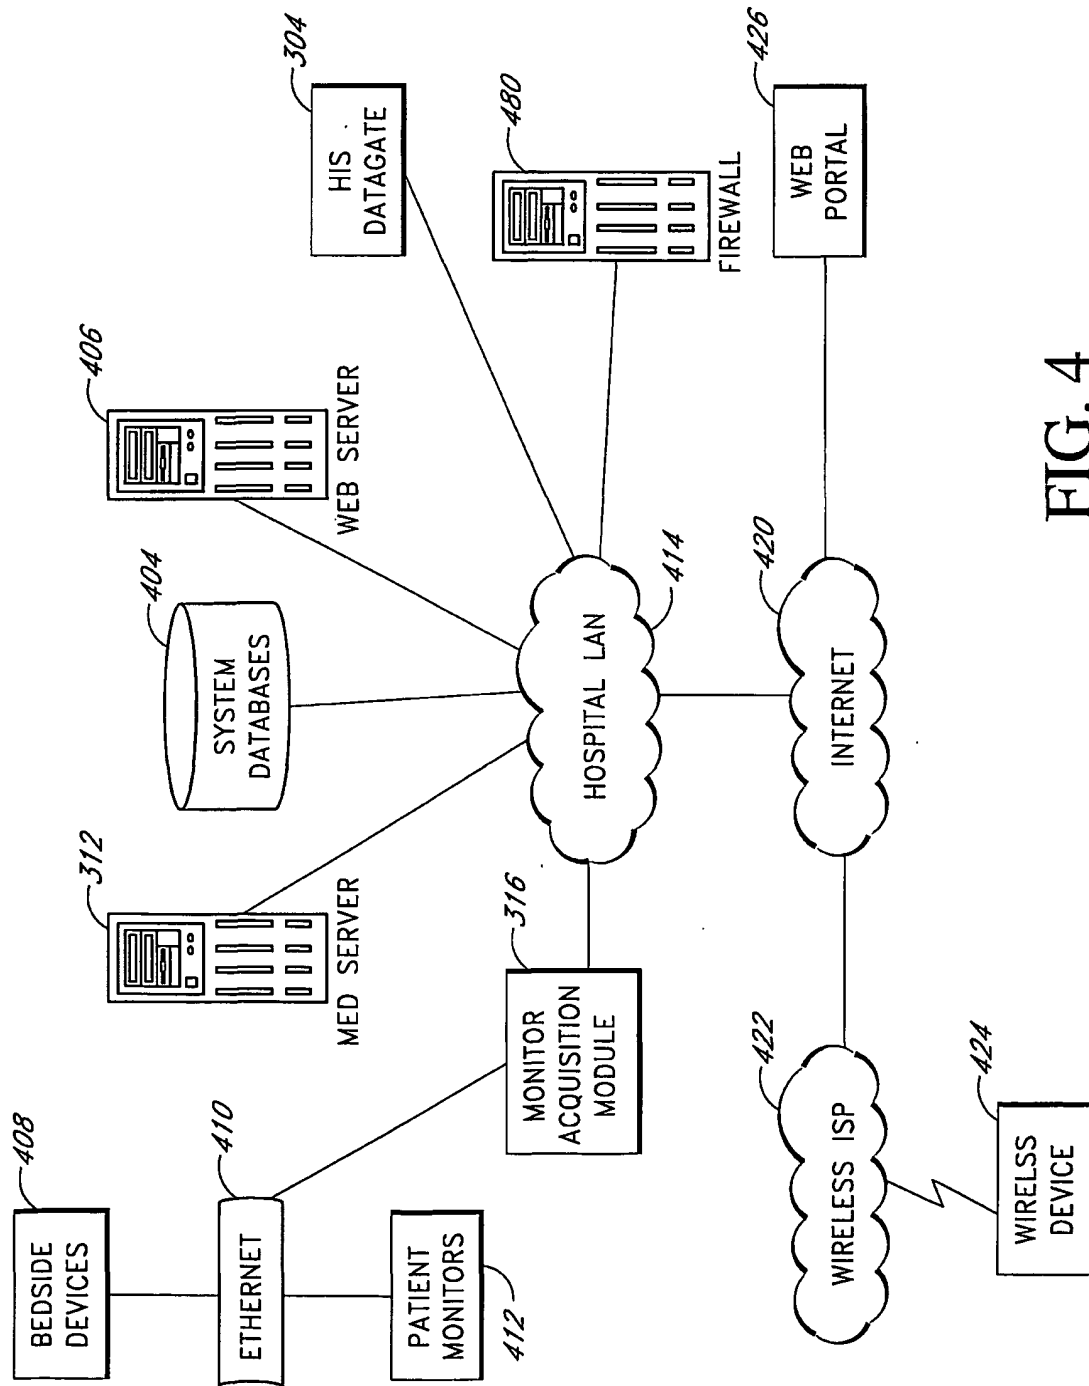 408
BEDSIDE
DEVICES
410
ETHERNET
PATIENT
MONITORS
412
312
MED SERVER
404
SYSTEM
DATABASES
406
WEB SERVER
304
HIS
DATAGATE
480
FIREWALL
316
MONITOR
ACQUISITION
MODULE
HOSPITAL LAN
414
422
WIRELESS ISP
420
INTERNET
426
WEB
PORTAL
424
WIRELSS
DEVICE
FIG. 4